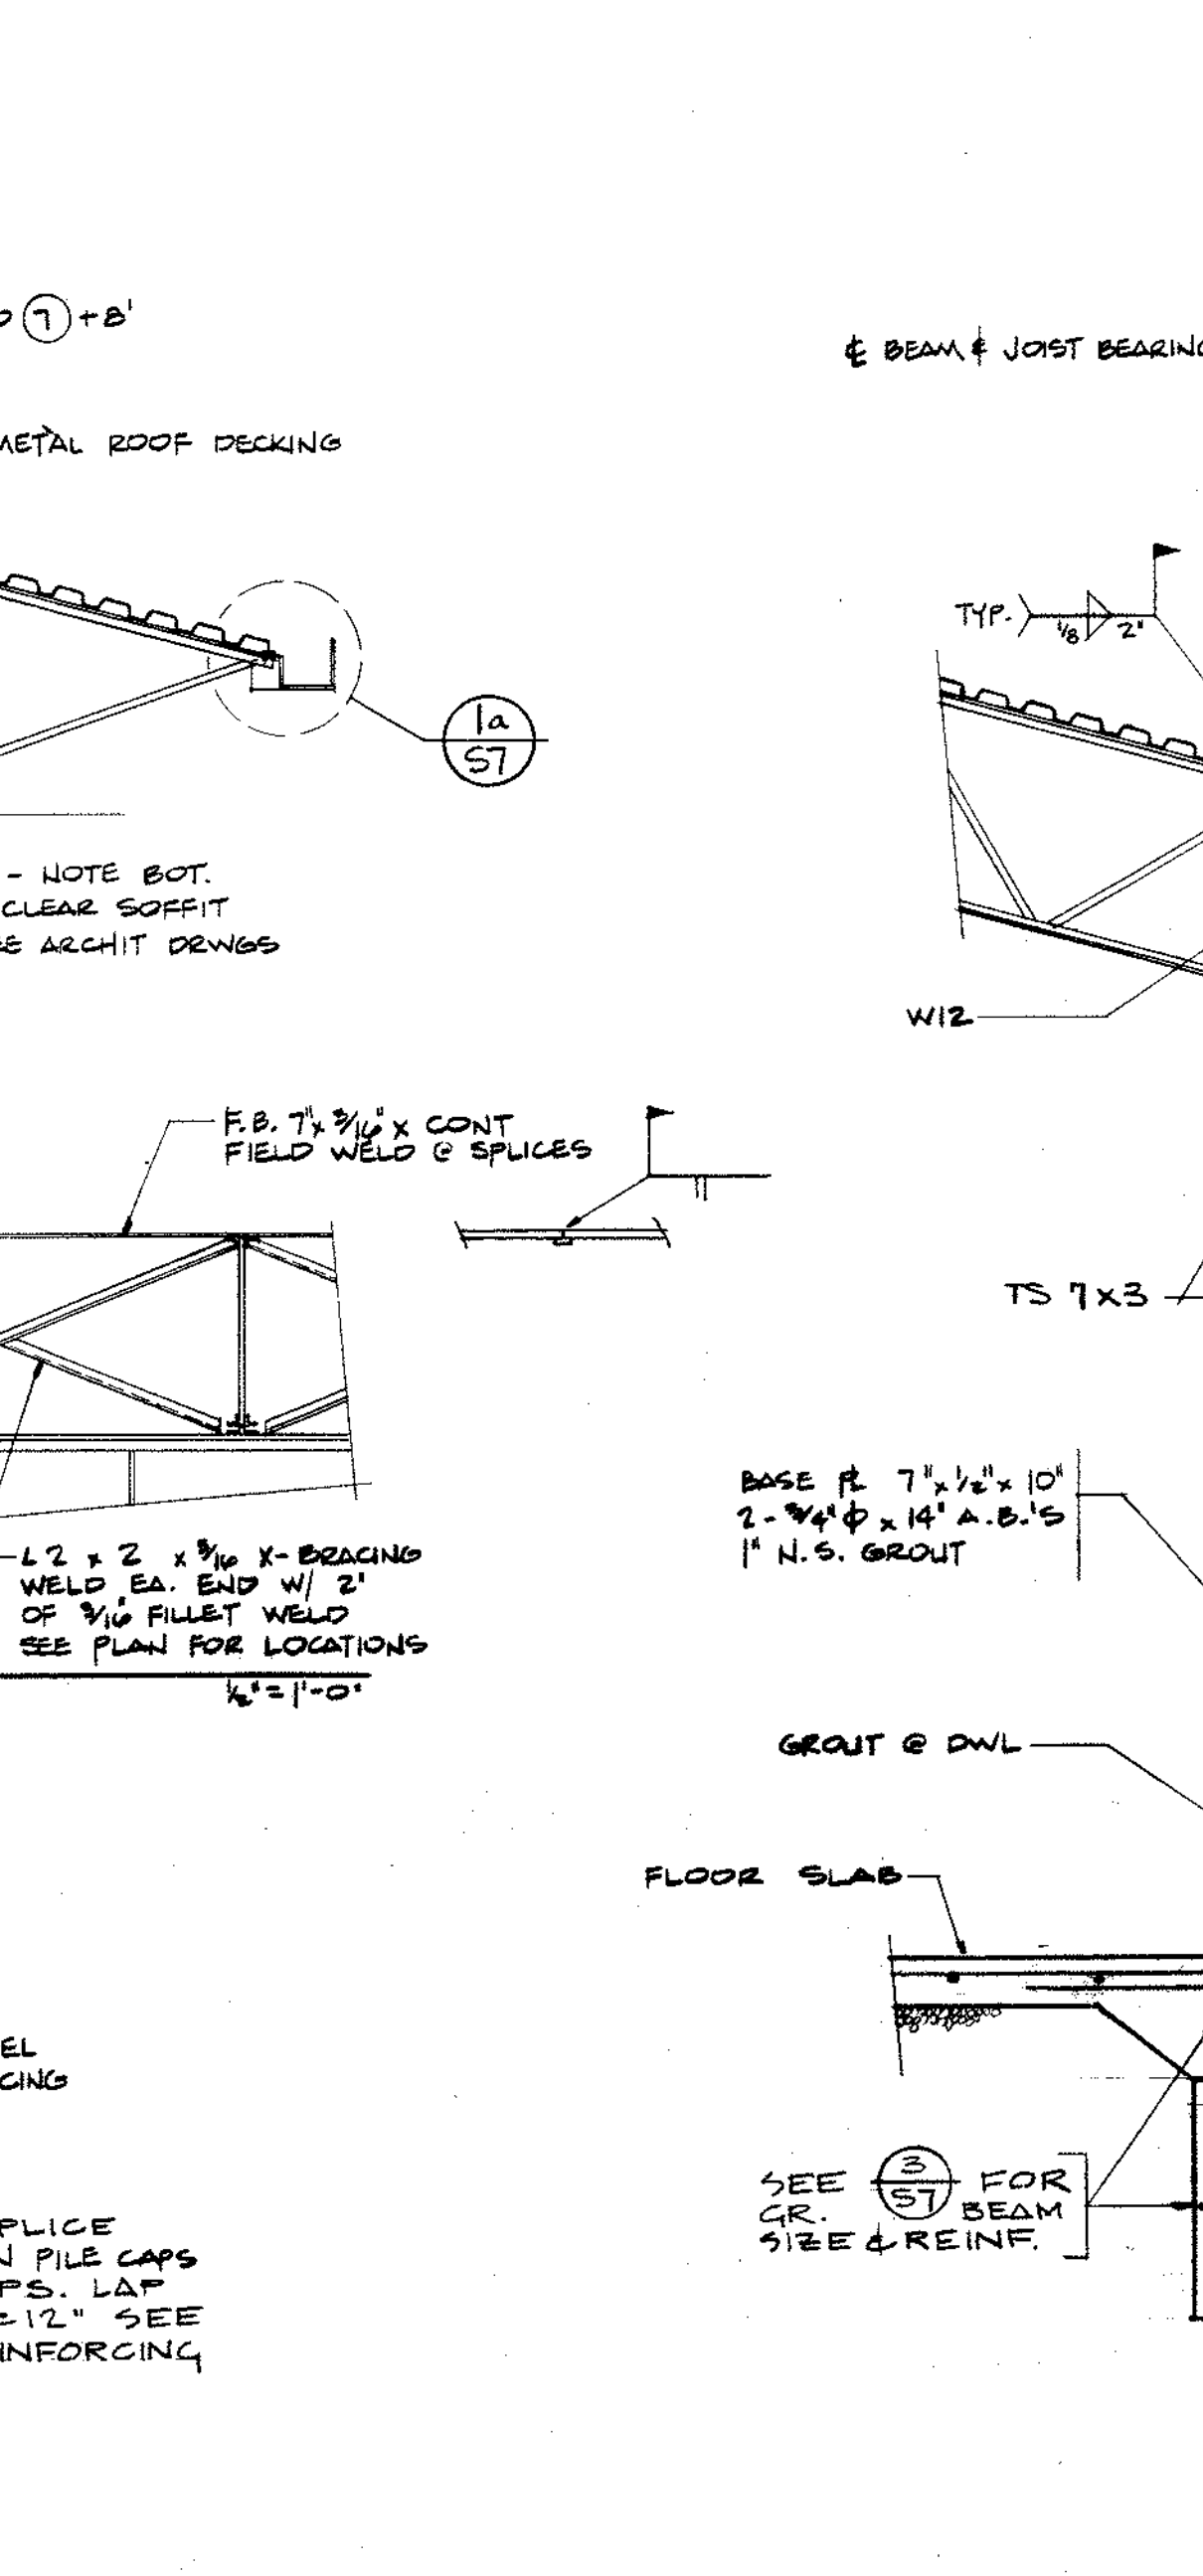 7 + 8'
METAL ROOF DECKING
1a
S7
- NOTE BOT.
CLEAR SOFFIT
ARCHIT DRWGS
F.B. 7" x 3/16" x CONT
FIELD WELD @ SPLICES
L 2 x 2 x 3/16 X-BRACING
WELD EA. END W/ 2"
OF 3/16" FILLET WELD
SEE PLAN FOR LOCATIONS
1/2" = 1'-0"
PLICE
PILE CAPS
PS. LAP
=12" SEE
INFORCING
℄ BEAM & JOIST BEARING
TYP.
1/8
2"
W12
TS 7x3
BASE PL 7" x 1/2" x 10"
2 - 3/4" φ x 14" A.B.'S
1" N.S. GROUT
GROUT @ DWL
FLOOR SLAB
SEE 3/S7 FOR
GR. BEAM
SIZE & REINF.